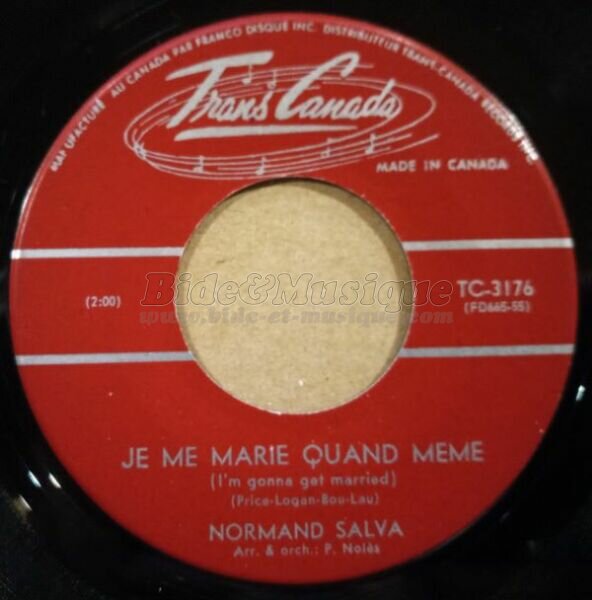 MANUFACTURÉ AU CANADA PAR FRANCO DISQUE INC. DISTRIBUTEUR TRANS-CANADA RECORD INC.
Trans Canada
MADE IN CANADA
(2:00)
TC-3176
(FD665-55)
Bide&Musique
www.bide-et-musique.com
JE ME MARIE QUAND MEME
(I'm gonna get married)
(Price-Logan-Bou-Lau)
NORMAND SALVA
Arr. & orch.: P. Nolès